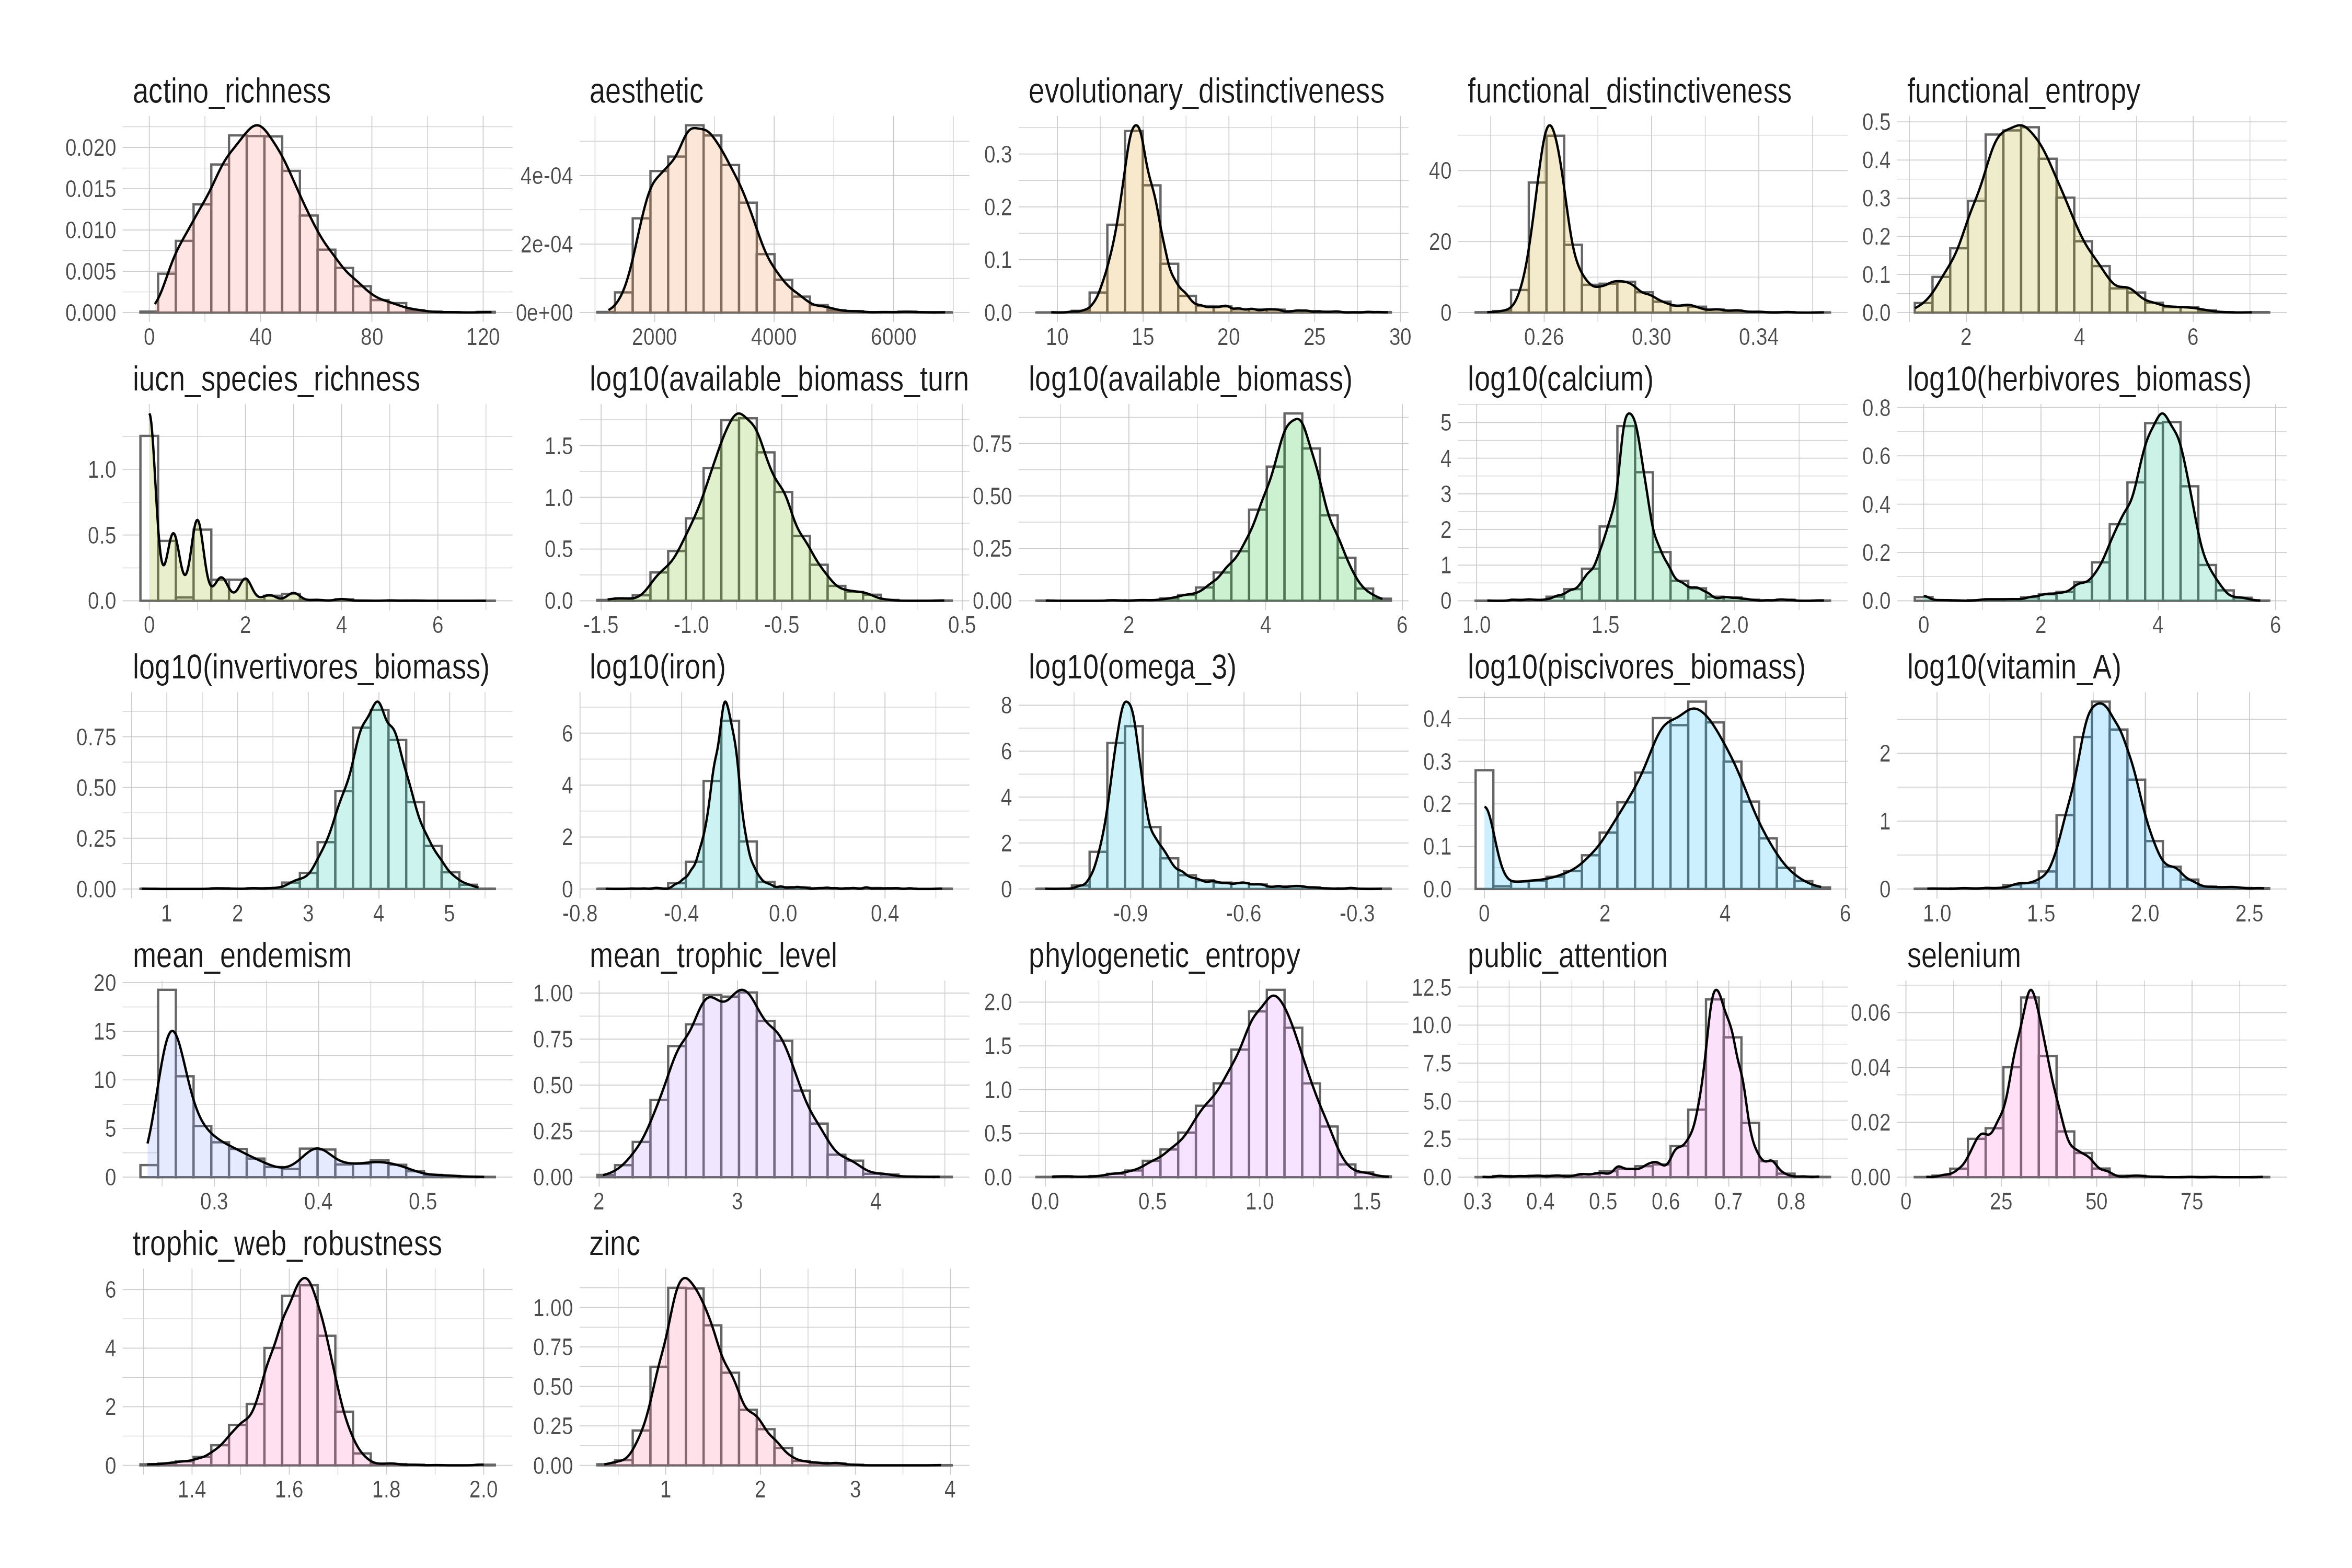 actino_richness aesthetic evolutionary_distinctiveness functional_distinctiveness functional_entropy
0.020 0.015 0.010 0.005 0.000
4e-04 2e-04 0e+00
0.3 0.2 0.1 0.0
40 20 0
0.5 0.4 0.3 0.2 0.1 0.0
0 40 80 120
2000 4000 6000
10 15 20 25 30
0.26 0.30 0.34
2 4 6
iucn_species_richness log10(available_biomass_turn log10(available_biomass) log10(calcium) log10(herbivores_biomass)
1.0 0.5 0.0
1.5 1.0 0.5 0.0
0.75 0.50 0.25 0.00
5 4 3 2 1 0
0.8 0.6 0.4 0.2 0.0
0 2 4 6
-1.5 -1.0 -0.5 0.0 0.5
2 4 6
1.0 1.5 2.0
0 2 4 6
log10(invertivores_biomass) log10(iron) log10(omega_3) log10(piscivores_biomass) log10(vitamin_A)
0.75 0.50 0.25 0.00
6 4 2 0
8 6 4 2 0
0.4 0.3 0.2 0.1 0.0
2 1 0
1 2 3 4 5
-0.8 -0.4 0.0 0.4
-0.9 -0.6 -0.3
0 2 4 6
1.0 1.5 2.0 2.5
mean_endemism mean_trophic_level phylogenetic_entropy public_attention selenium
20 15 10 5 0
1.00 0.75 0.50 0.25 0.00
2.0 1.5 1.0 0.5 0.0
12.5 10.0 7.5 5.0 2.5 0.0
0.06 0.04 0.02 0.00
0.3 0.4 0.5
2 3 4
0.0 0.5 1.0 1.5
0.3 0.4 0.5 0.6 0.7 0.8
0 25 50 75
trophic_web_robustness zinc
6 4 2 0
1.00 0.75 0.50 0.25 0.00
1.4 1.6 1.8 2.0
1 2 3 4